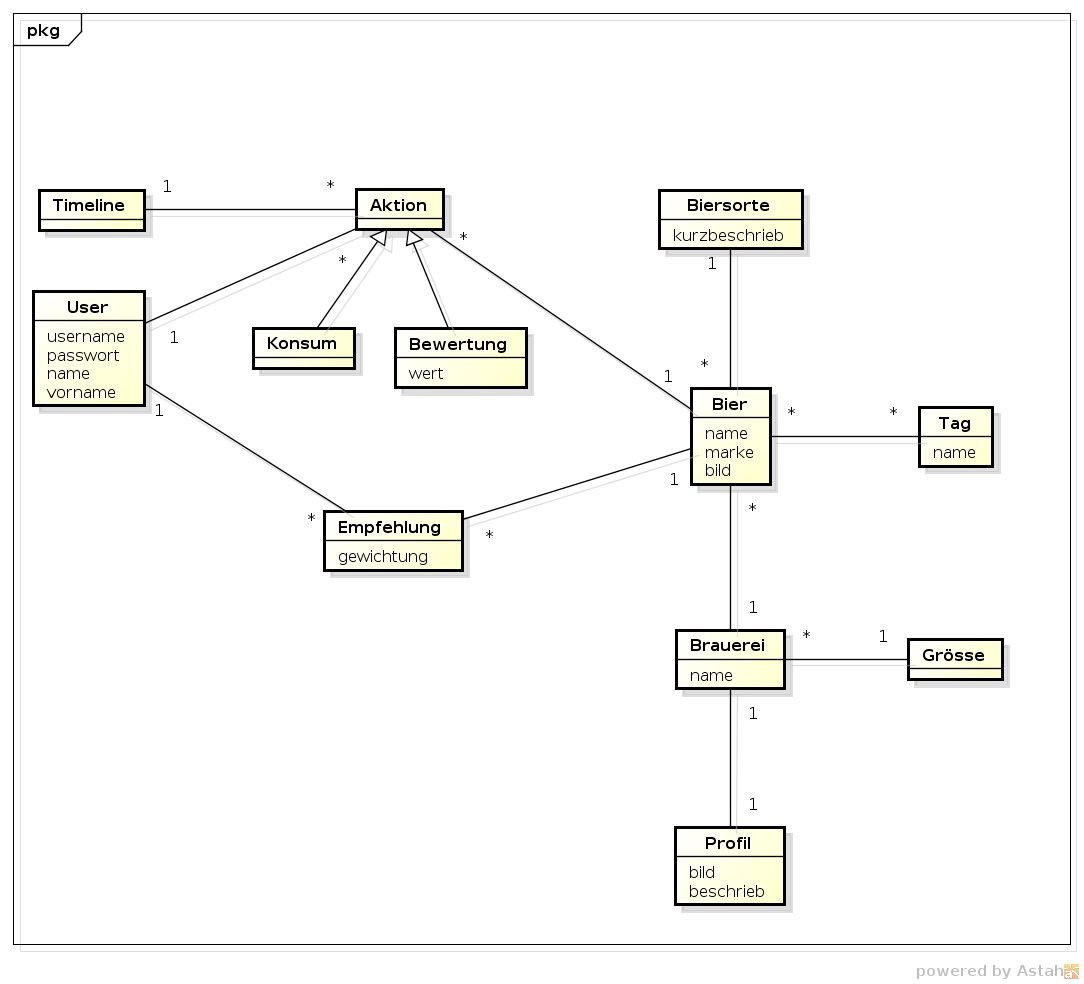 pkg
1
*
Timeline
Aktion
Biersorte
kurzbeschrieb
*
*
1
User
username
passwort
name
vorname
1
Konsum
Bewertung
wert
1
*
1
Bier
name
marke
bild
*
*
Tag
name
1
*
Empfehlung
gewichtung
*
1
*
1
Brauerei
name
*
1
Grösse
1
1
Profil
bild
beschrieb
powered by Astah